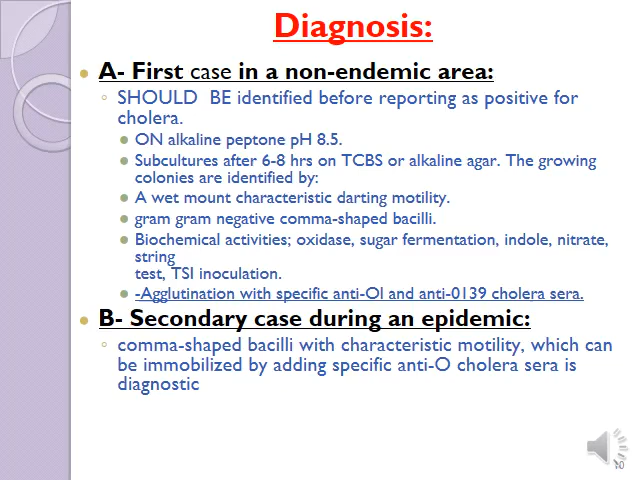 Diagnosis:
A- First case in a non-endemic area:
SHOULD BE identified before reporting as positive for
cholera.
ON alkaline peptone pH 8.5.
Subcultures after 6-8 hrs on TCBS or alkaline agar. The growing
colonies are identified by:
A wet mount characteristic darting motility.
gram gram negative comma-shaped bacilli.
Biochemical activities; oxidase, sugar fermentation, indole, nitrate,
string
test, TSI inoculation.
-Agglutination with specific anti-OI and anti-0139 cholera sera.
B- Secondary case during an epidemic:
comma-shaped bacilli with characteristic motility, which can
be immobilized by adding specific anti-O cholera sera is
diagnostic
10